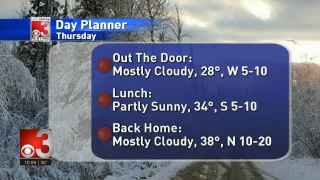 3
Day Planner
Thursday
Out The Door:
Mostly Cloudy, 28°, W 5-10
Lunch:
Partly Sunny, 34°, S 5-10
Back Home:
Mostly Cloudy, 38°, N 10-20
3